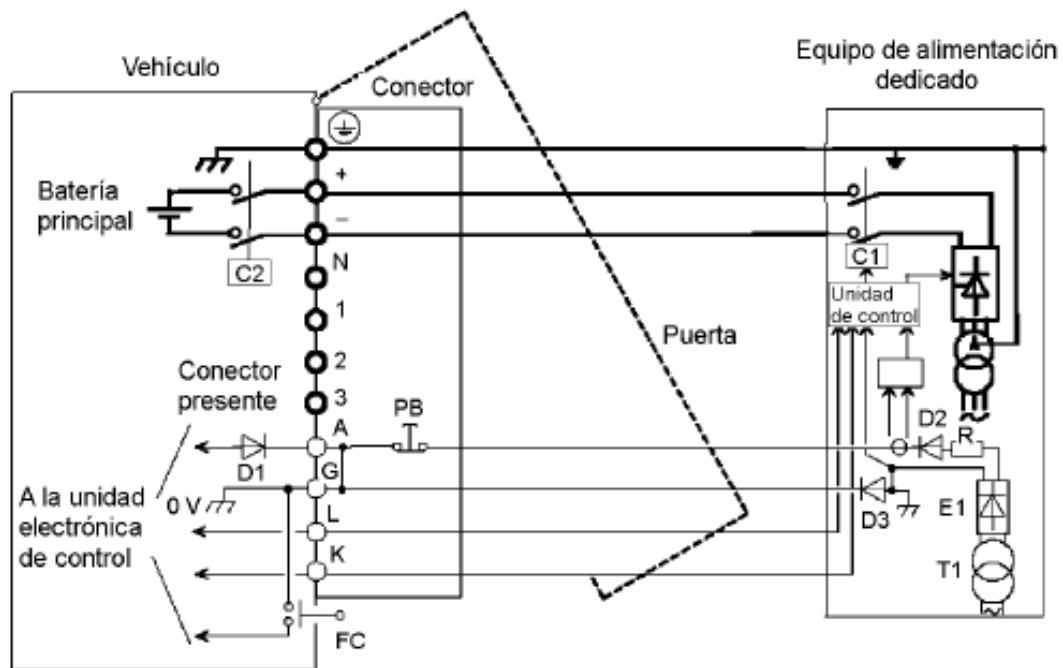 Vehículo
Conector
Equipo de alimentación
dedicado
Batería
principal
+
−
C2
N
1
2
3
C1
Unidad
de control
Puerta
Conector
presente
A
PB
D2
R
D1
G
0 V
D3
E1
A la unidad
electrónica
de control
L
K
T1
FC